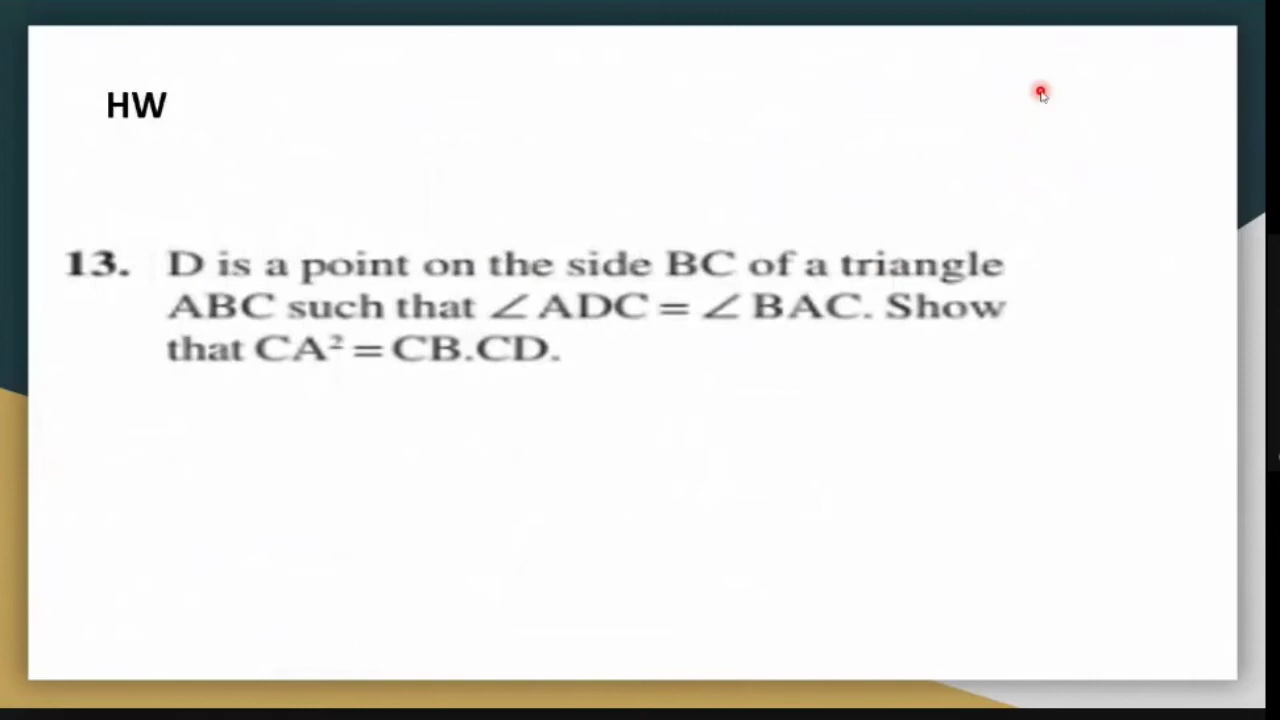 HW
13. D is a point on the side BC of a triangle
ABC such that ∠ADC = ∠BAC. Show
that CA² = CB.CD.